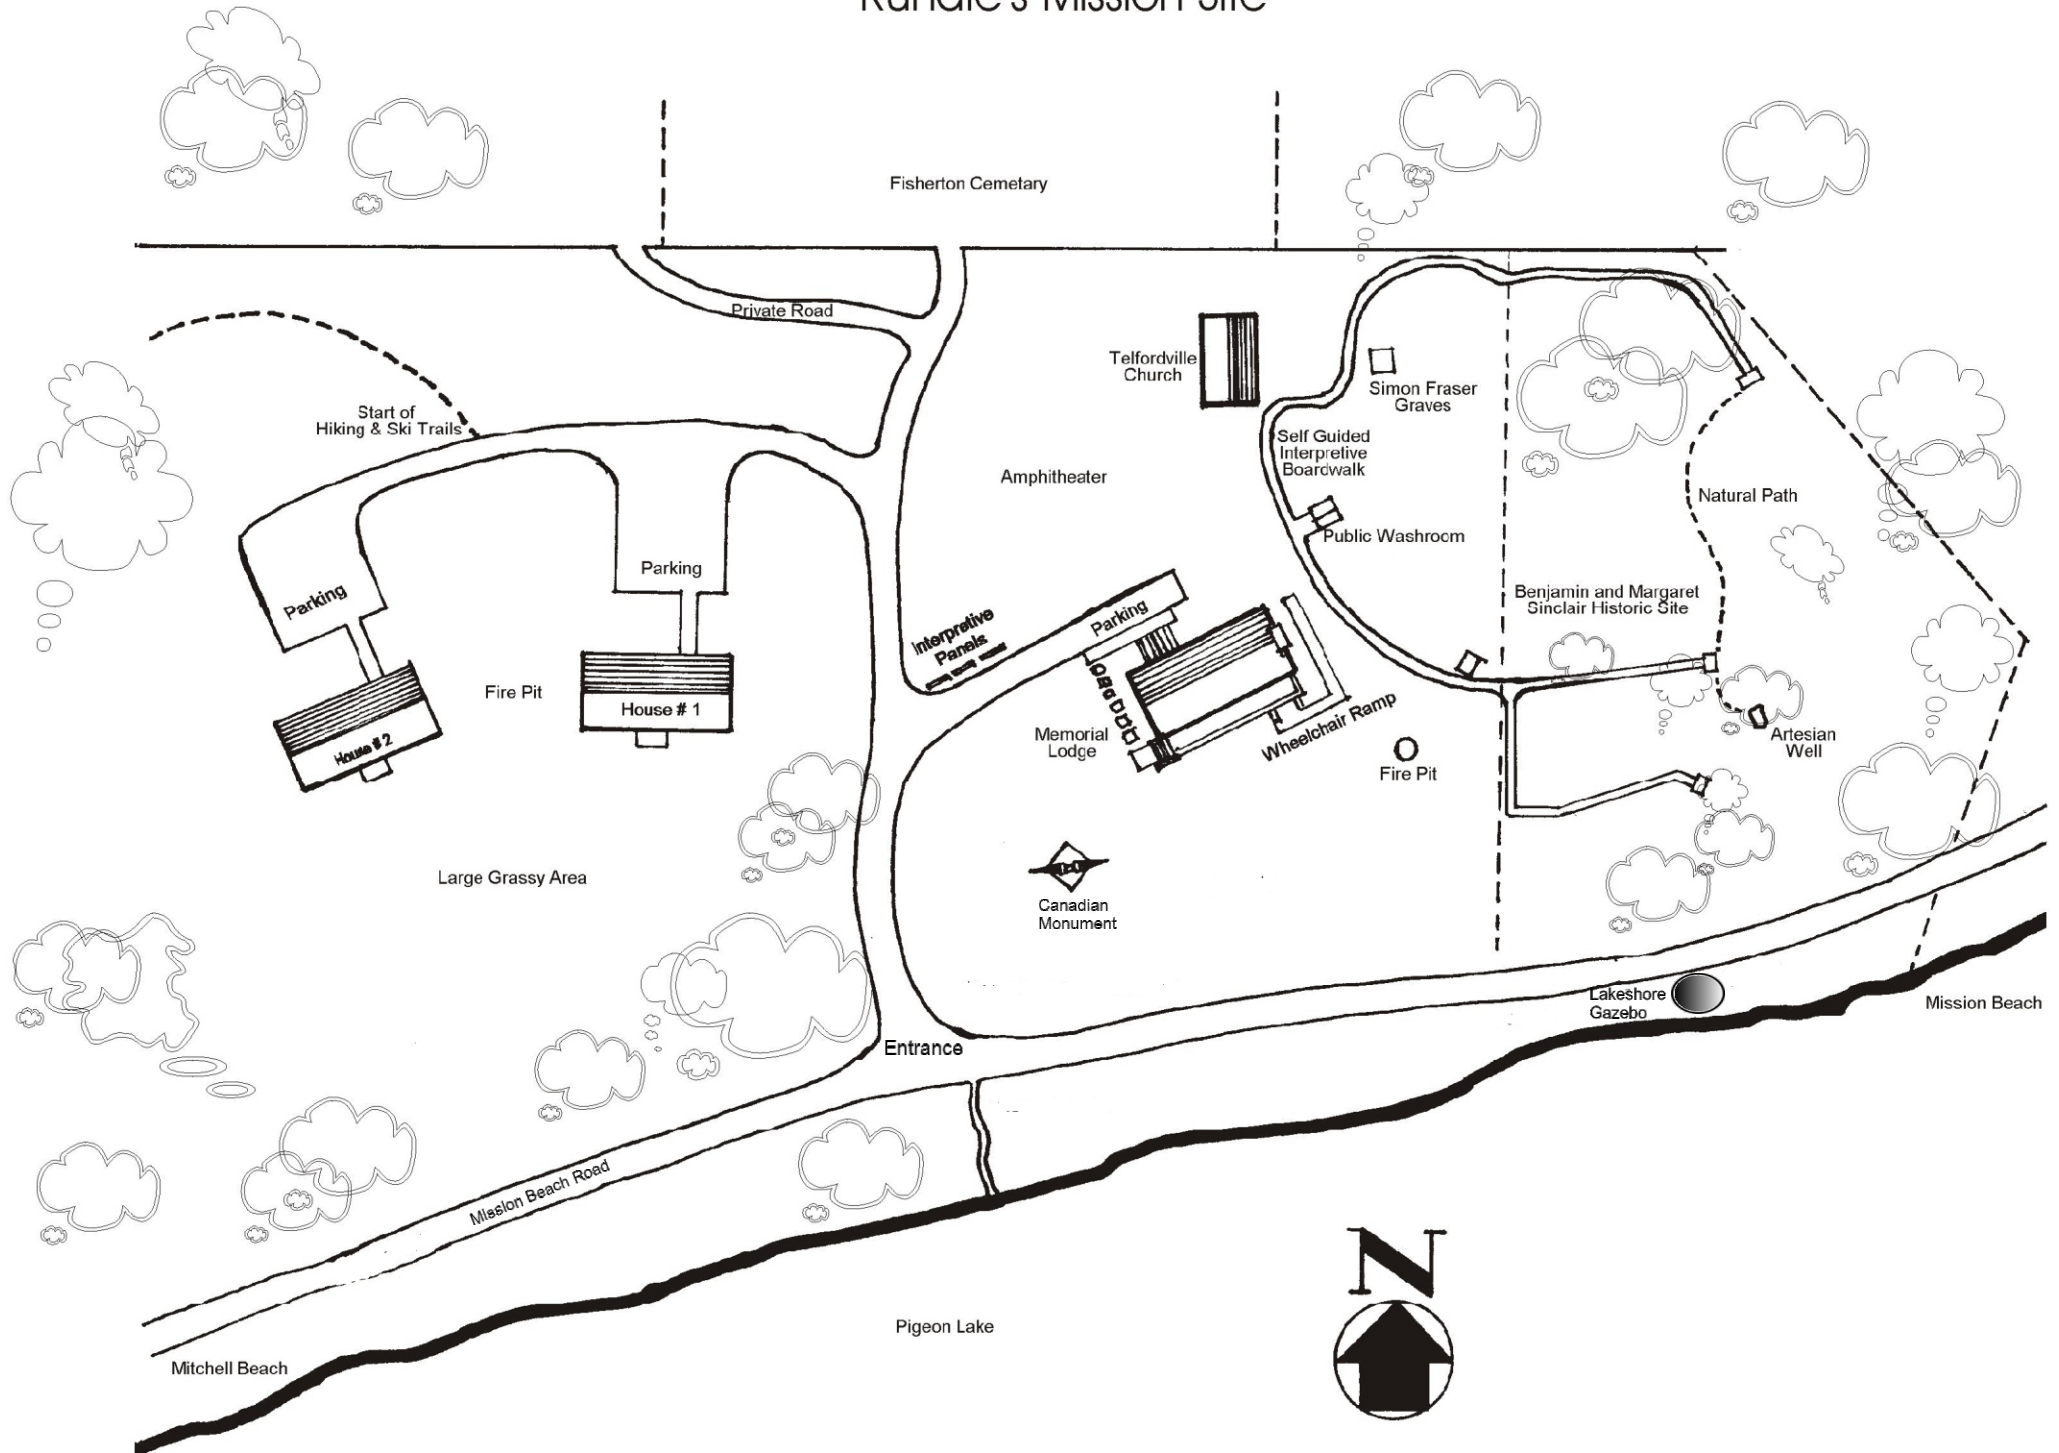 Rundle's Mission Site
Fisherton Cemetary
Private Road
Telfordville
Church
Simon Fraser
Graves
Start of
Hiking & Ski Trails
Self Guided
Interpretive
Boardwalk
Amphitheater
Natural Path
Public Washroom
Parking
Parking
Benjamin and Margaret
Sinclair Historic Site
Parking
Interpretive
Panels
Fire Pit
House # 1
House # 2
Memorial
Lodge
Wheelchair Ramp
Artesian
Well
Fire Pit
Large Grassy Area
Canadian
Monument
Lakeshore
Gazebo
Mission Beach
Entrance
Mission Beach Road
N
Pigeon Lake
Mitchell Beach